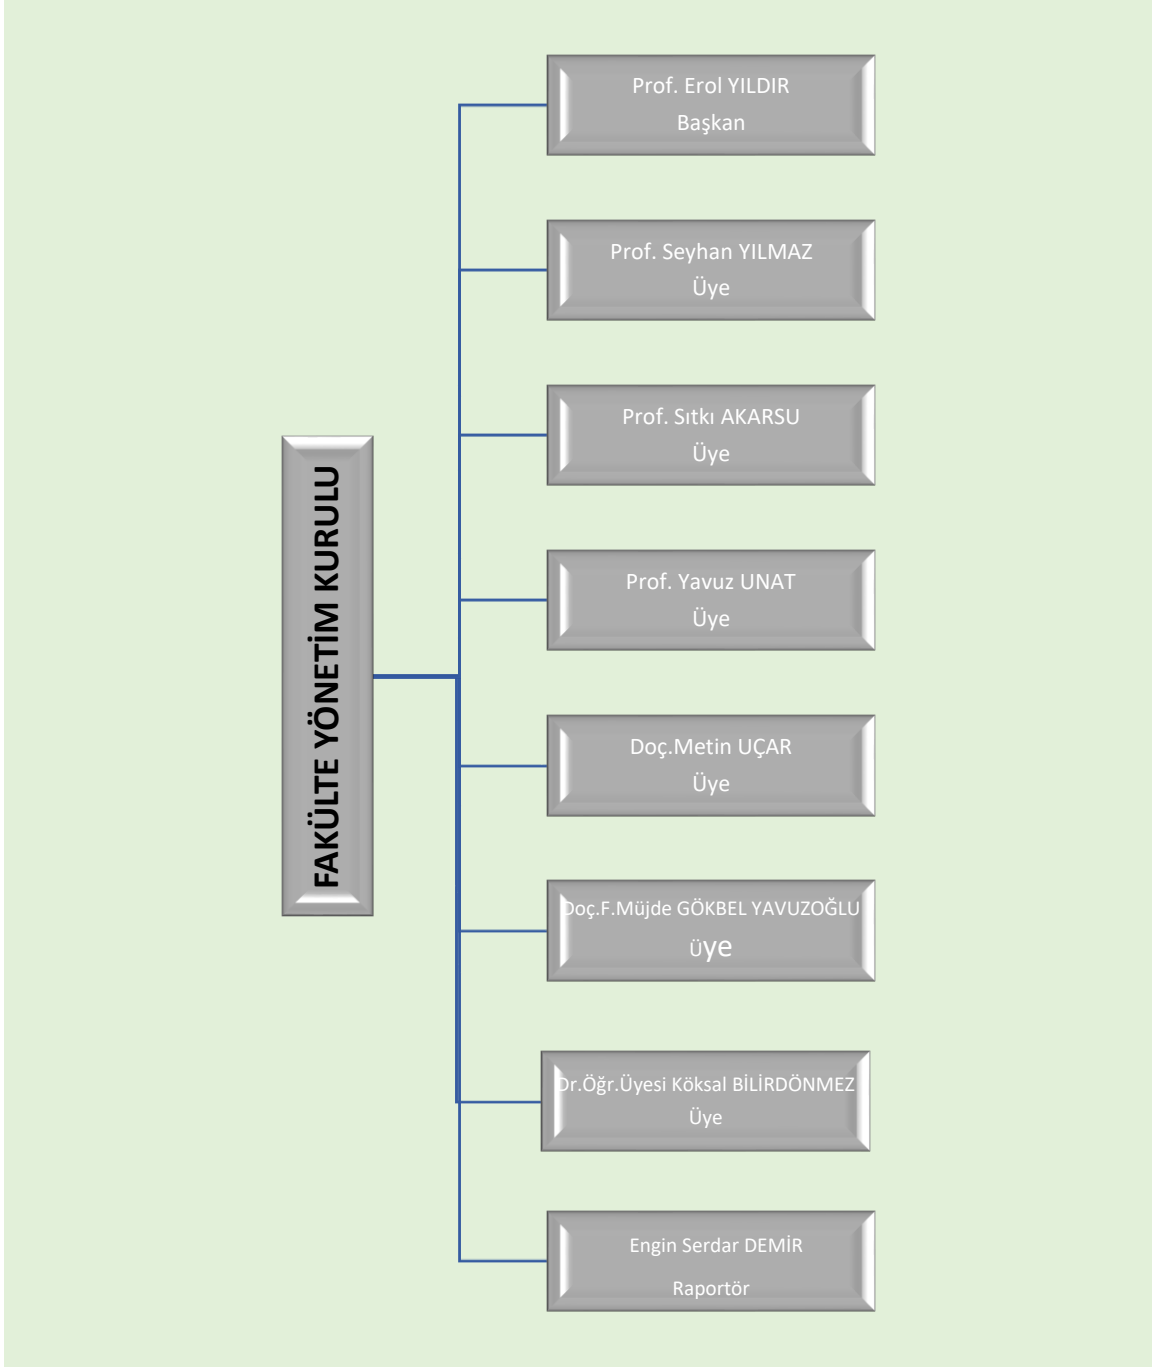 FAKÜLTE YÖNETİM KURULU
Prof. Erol YILDIR
Başkan
Prof. Seyhan YILMAZ
Üye
Prof. Sıtkı AKARSU
Üye
Prof. Yavuz UNAT
Üye
Doç.Metin UÇAR
Üye
Doç.F.Müjde GÖKBEL YAVUZOĞLU
Üye
Dr.Öğr.Üyesi Köksal BİLİRDÖNMEZ
Üye
Engin Serdar DEMİR
Raportör